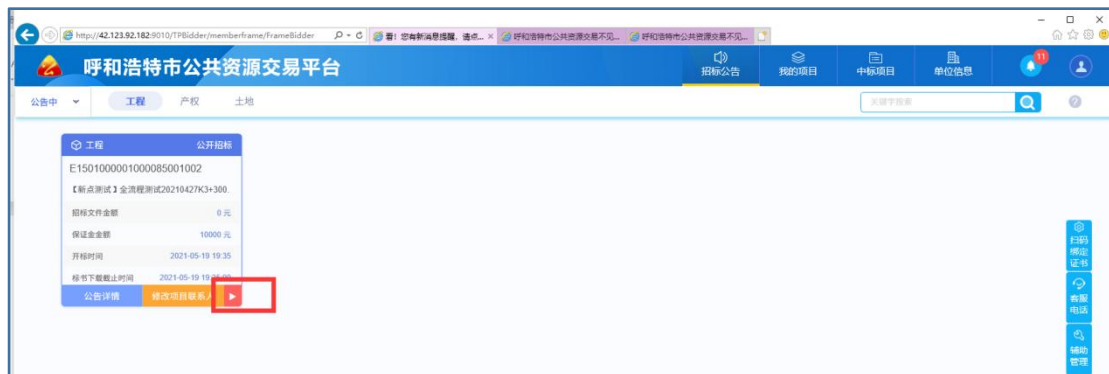 http://42.123.92.182:9010/TPBidder/memberframe/FrameBidder
看！您有新消息提醒，请点...
呼和浩特市公共资源交易不见...
呼和浩特市公共资源交易不见...
呼和浩特市公共资源交易平台
招标公告
我的项目
中标项目
单位信息
11
公告中
工程
产权
土地
关键字搜索
工程 公开招标
E1501000001000085001002
【新点测试】全流程测试20210427K3+300.
招标文件金额 0 元
保证金金额 10000 元
开标时间 2021-05-19 19:35
标书下载截止时间 2021-05-19 19:35:00
公告详情
修改项目联系人
扫码
绑定
证书
客服
电话
辅助
管理